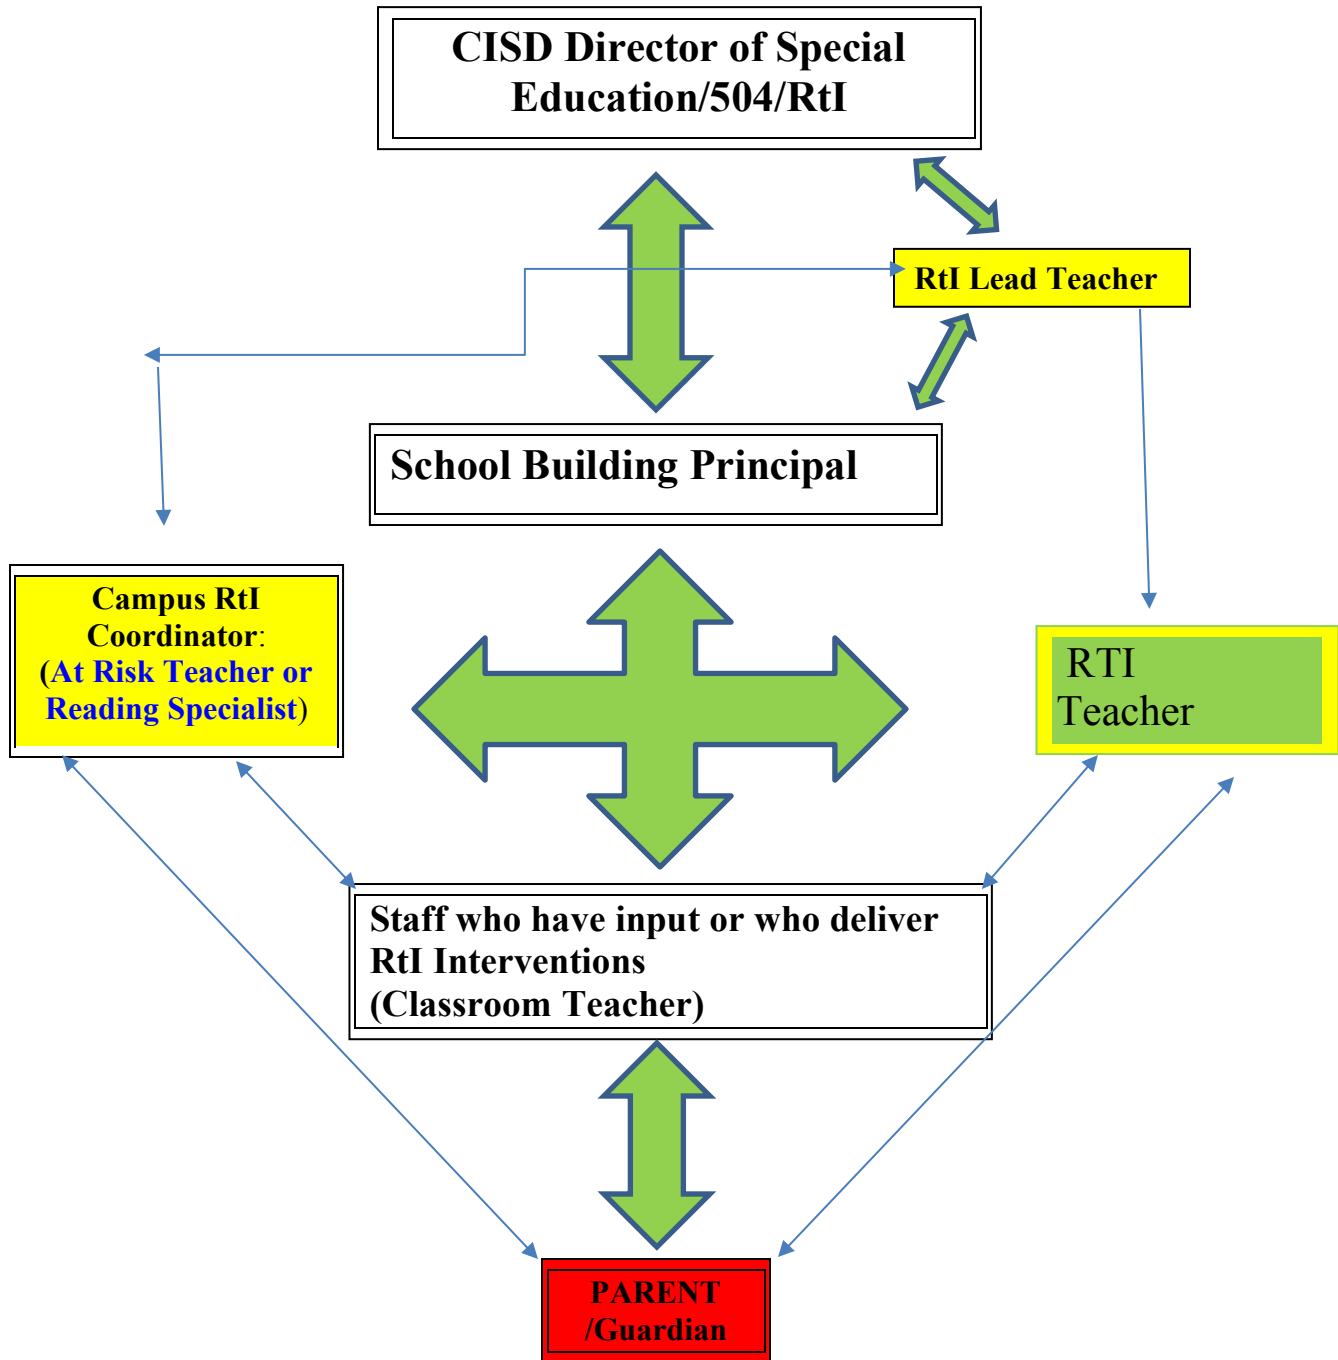 CISD Director of Special
Education/504/RtI
RtI Lead Teacher
School Building Principal
Campus RtI
Coordinator:
(At Risk Teacher or
Reading Specialist)
RTI
Teacher
Staff who have input or who deliver
RtI Interventions
(Classroom Teacher)
PARENT
/Guardian